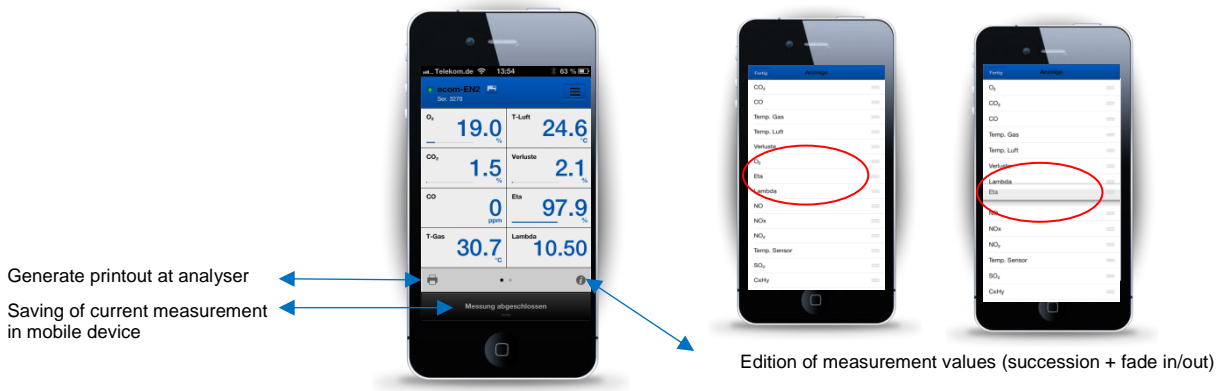 Telekom.de 13:54 63 %
ecom-EN2
Ser. 3279
O₂ 19.0 %
T-Luft 24.6 °C
CO₂ 1.5 %
Verluste 2.1 %
CO 0 ppm
Eta 97.9 %
T-Gas 30.7 °C
Lambda 10.50
Messung abgeschlossen
Generate printout at analyser
Saving of current measurement
in mobile device
Fertig Anzeige
CO₂
CO
Temp. Gas
Temp. Luft
Verluste
O₂
Eta
Lambda
NO
NOx
NO₂
Temp. Sensor
SO₂
CxHy
Fertig Anzeige
O₂
CO₂
CO
Temp. Gas
Temp. Luft
Verluste
Lambda
Eta
NO
NOx
NO₂
Temp. Sensor
SO₂
CxHy
Edition of measurement values (succession + fade in/out)